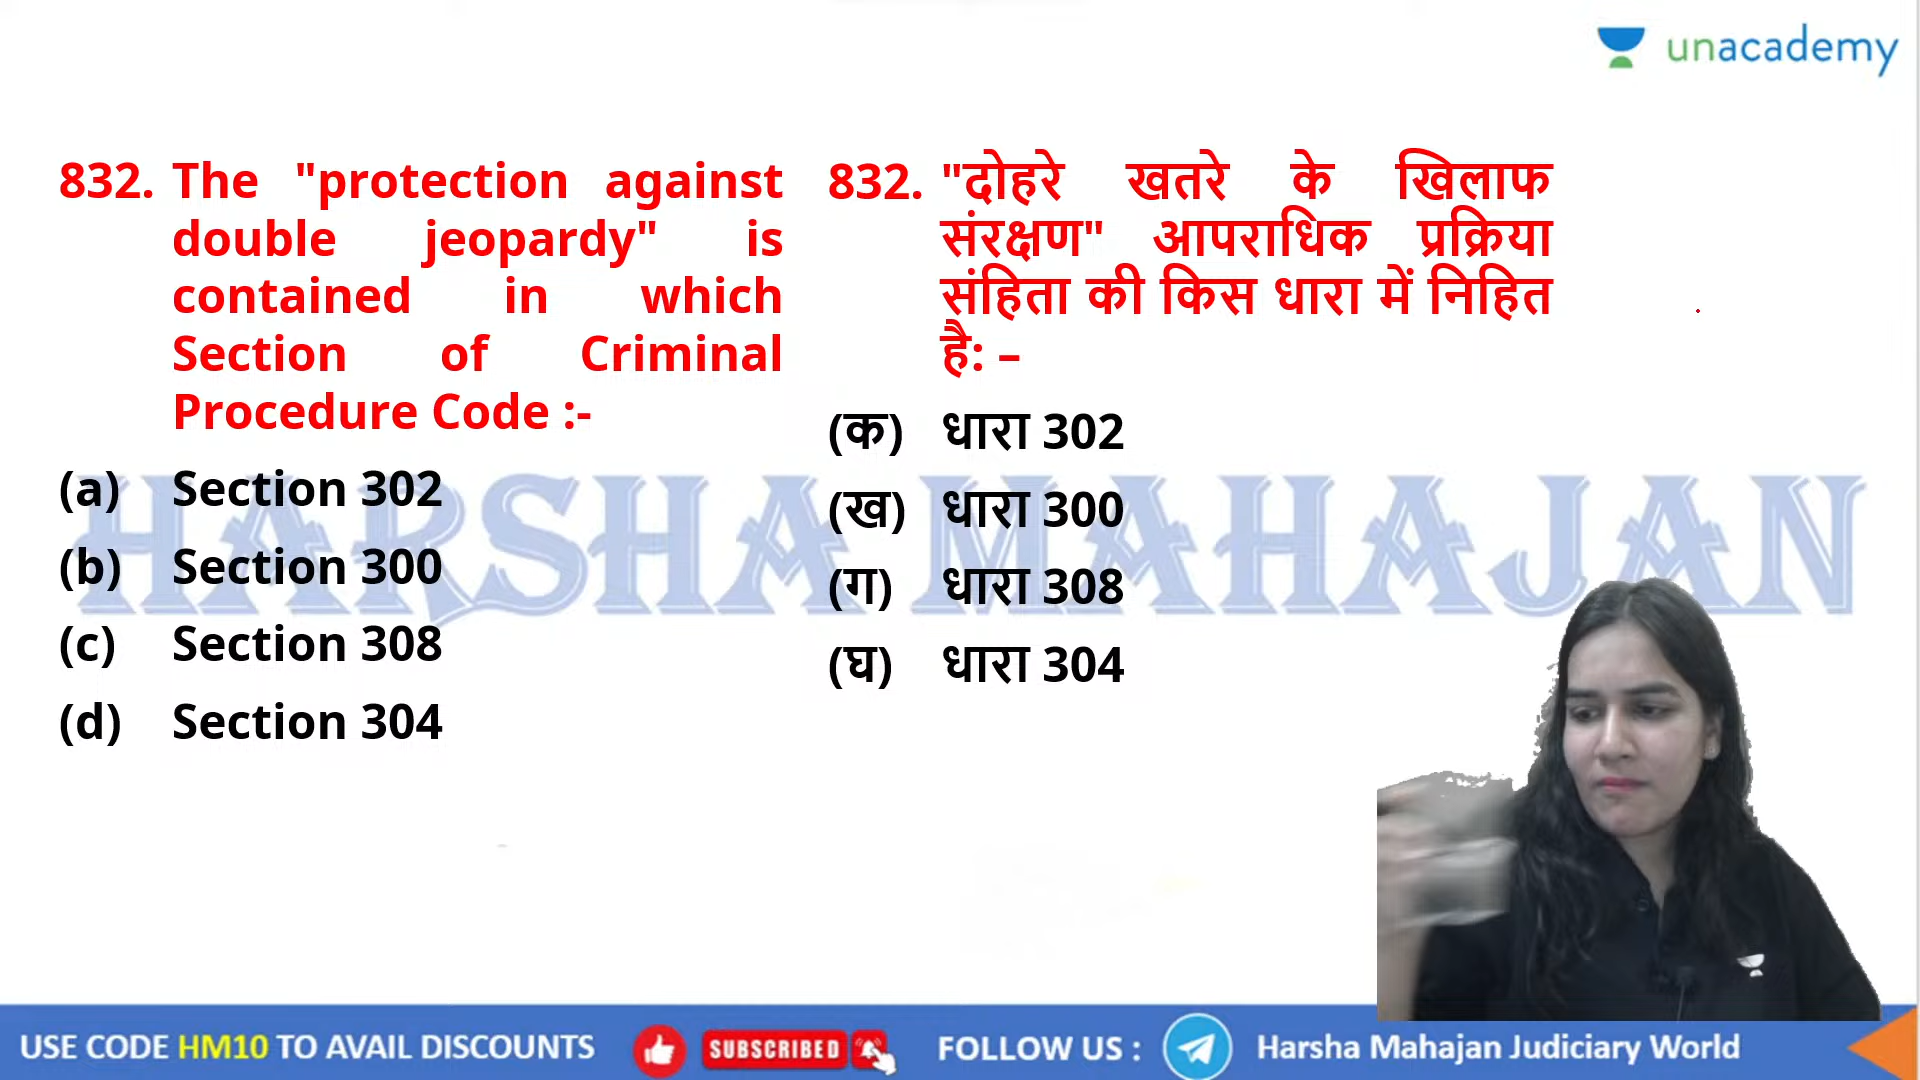 unacademy
832. The "protection against
double jeopardy" is
contained in which
Section of Criminal
Procedure Code :-
(a) Section 302
(b) Section 300
(c) Section 308
(d) Section 304
832. "दोहरे खतरे के खिलाफ
संरक्षण" आपराधिक प्रक्रिया
संहिता की किस धारा में निहित
है: –
(क) धारा 302
(ख) धारा 300
(ग) धारा 308
(घ) धारा 304
HARSHA MAHAJAN
USE CODE HM10 TO AVAIL DISCOUNTS
SUBSCRIBED
FOLLOW US :
Harsha Mahajan Judiciary World